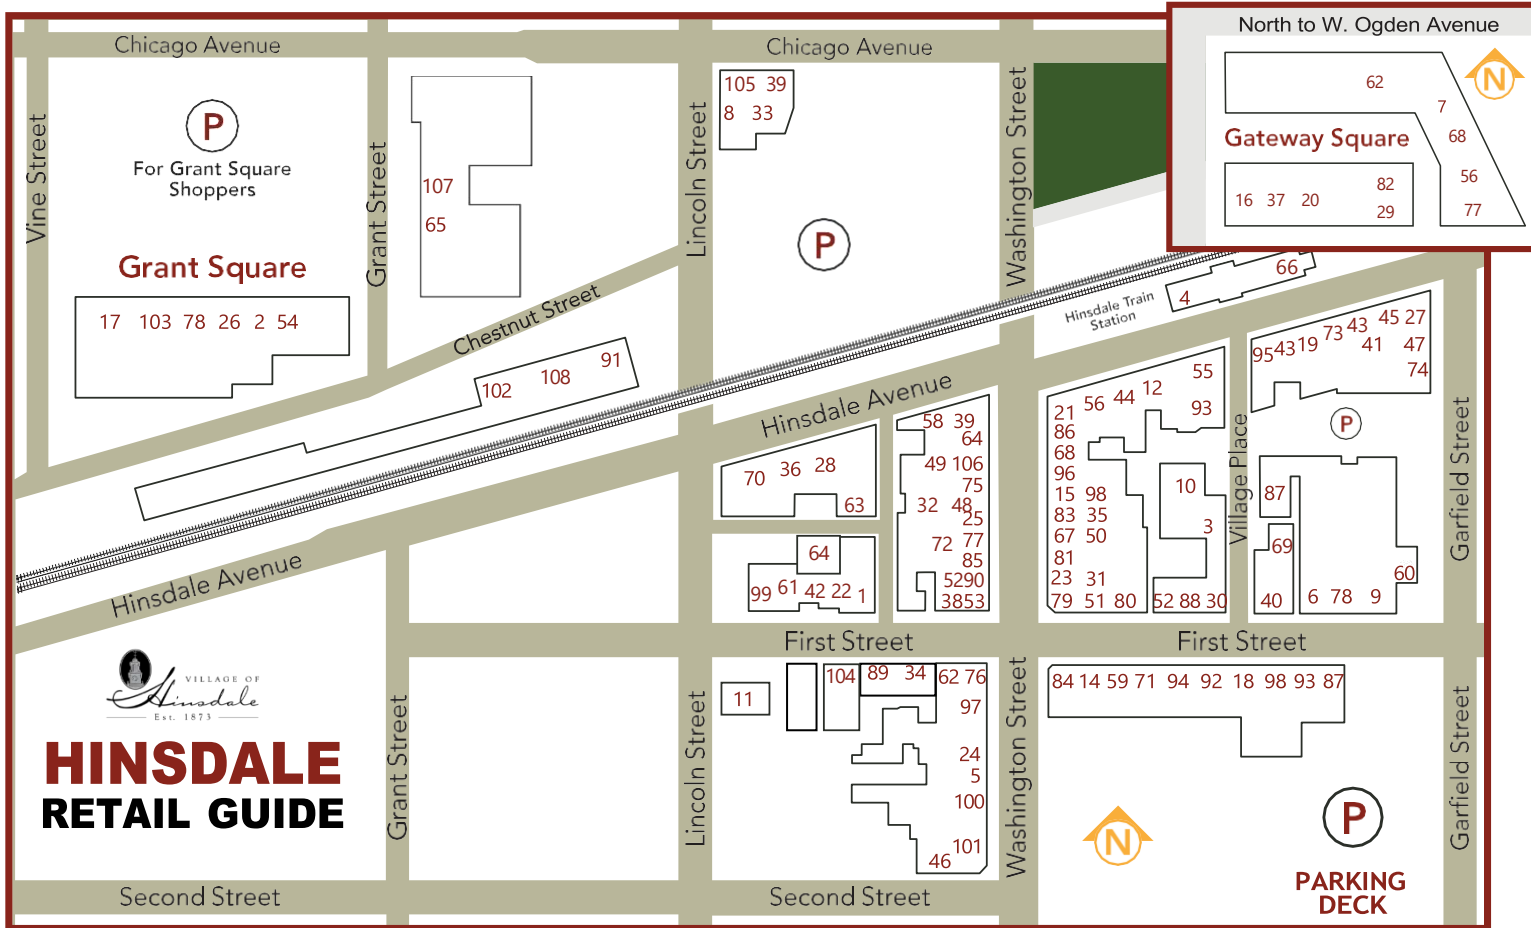 North to W. Ogden Avenue
N
62
7
Gateway Square
68
56
82
16 37 20
29
77
Chicago Avenue
Chicago Avenue
Vine Street
Grant Street
Lincoln Street
Washington Street
P
For Grant Square
Shoppers
Grant Square
17 103 78 26 2 54
107
65
105 39
8 33
P
Chestnut Street
102 108 91
Hinsdale Train
Station
4
66
Hinsdale Avenue
Hinsdale Avenue
70 36 28
63
64
99 61 42 22 1
58 39
64
49 106
75
32 48
25
72 77
85
5290
3853
21 56 44 12 55
86 93
68
96
15 98
83 35
67 50
81
23 31
79 51 80
10
3
52 88 30
Village Place
95 43 19 73 43 45 27
41 47
74
P
87
69
40
60
6 78 9
Garfield Street
First Street
First Street
VILLAGE OF
Hinsdale
Est. 1873
HINSDALE
RETAIL GUIDE
Grant Street
Lincoln Street
11
104 89 34 62 76
97
24
5
100
101
46
Washington Street
84 14 59 71 94 92 18 98 93 87
N
P
PARKING
DECK
Garfield Street
Second Street
Second Street